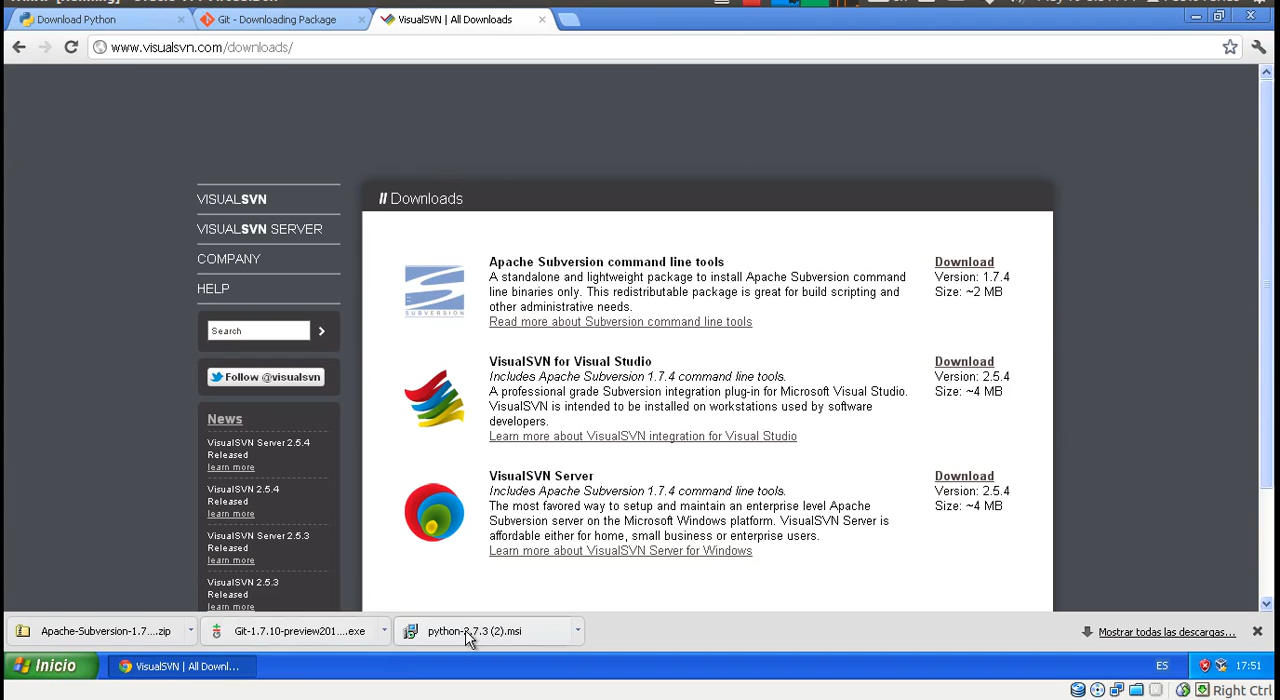 Download Python
Git - Downloading Package
VisualSVN | All Downloads
www.visualsvn.com/downloads/
VISUALSVN
VISUALSVN SERVER
COMPANY
HELP
Search
Follow @visualsvn
News
VisualSVN Server 2.5.4
Released
learn more
VisualSVN 2.5.4
Released
learn more
VisualSVN Server 2.5.3
Released
learn more
VisualSVN 2.5.3
Released
learn more
// Downloads
SUBVERSION
Apache Subversion command line tools
A standalone and lightweight package to install Apache Subversion command
line binaries only. This redistributable package is great for build scripting and
other administrative needs.
Read more about Subversion command line tools
Download
Version: 1.7.4
Size: ~2 MB
VisualSVN for Visual Studio
Includes Apache Subversion 1.7.4 command line tools.
A professional grade Subversion integration plug-in for Microsoft Visual Studio.
VisualSVN is intended to be installed on workstations used by software
developers.
Learn more about VisualSVN integration for Visual Studio
Download
Version: 2.5.4
Size: ~4 MB
VisualSVN Server
Includes Apache Subversion 1.7.4 command line tools.
The most favored way to setup and maintain an enterprise level Apache
Subversion server on the Microsoft Windows platform. VisualSVN Server is
affordable either for home, small business or enterprise users.
Learn more about VisualSVN Server for Windows
Download
Version: 2.5.4
Size: ~4 MB
Apache-Subversion-1.7....zip
Git-1.7.10-preview201...exe
python-2.7.3 (2).msi
Mostrar todas las descargas...
Inicio
VisualSVN | All Downl...
ES
17:51
Right Ctrl